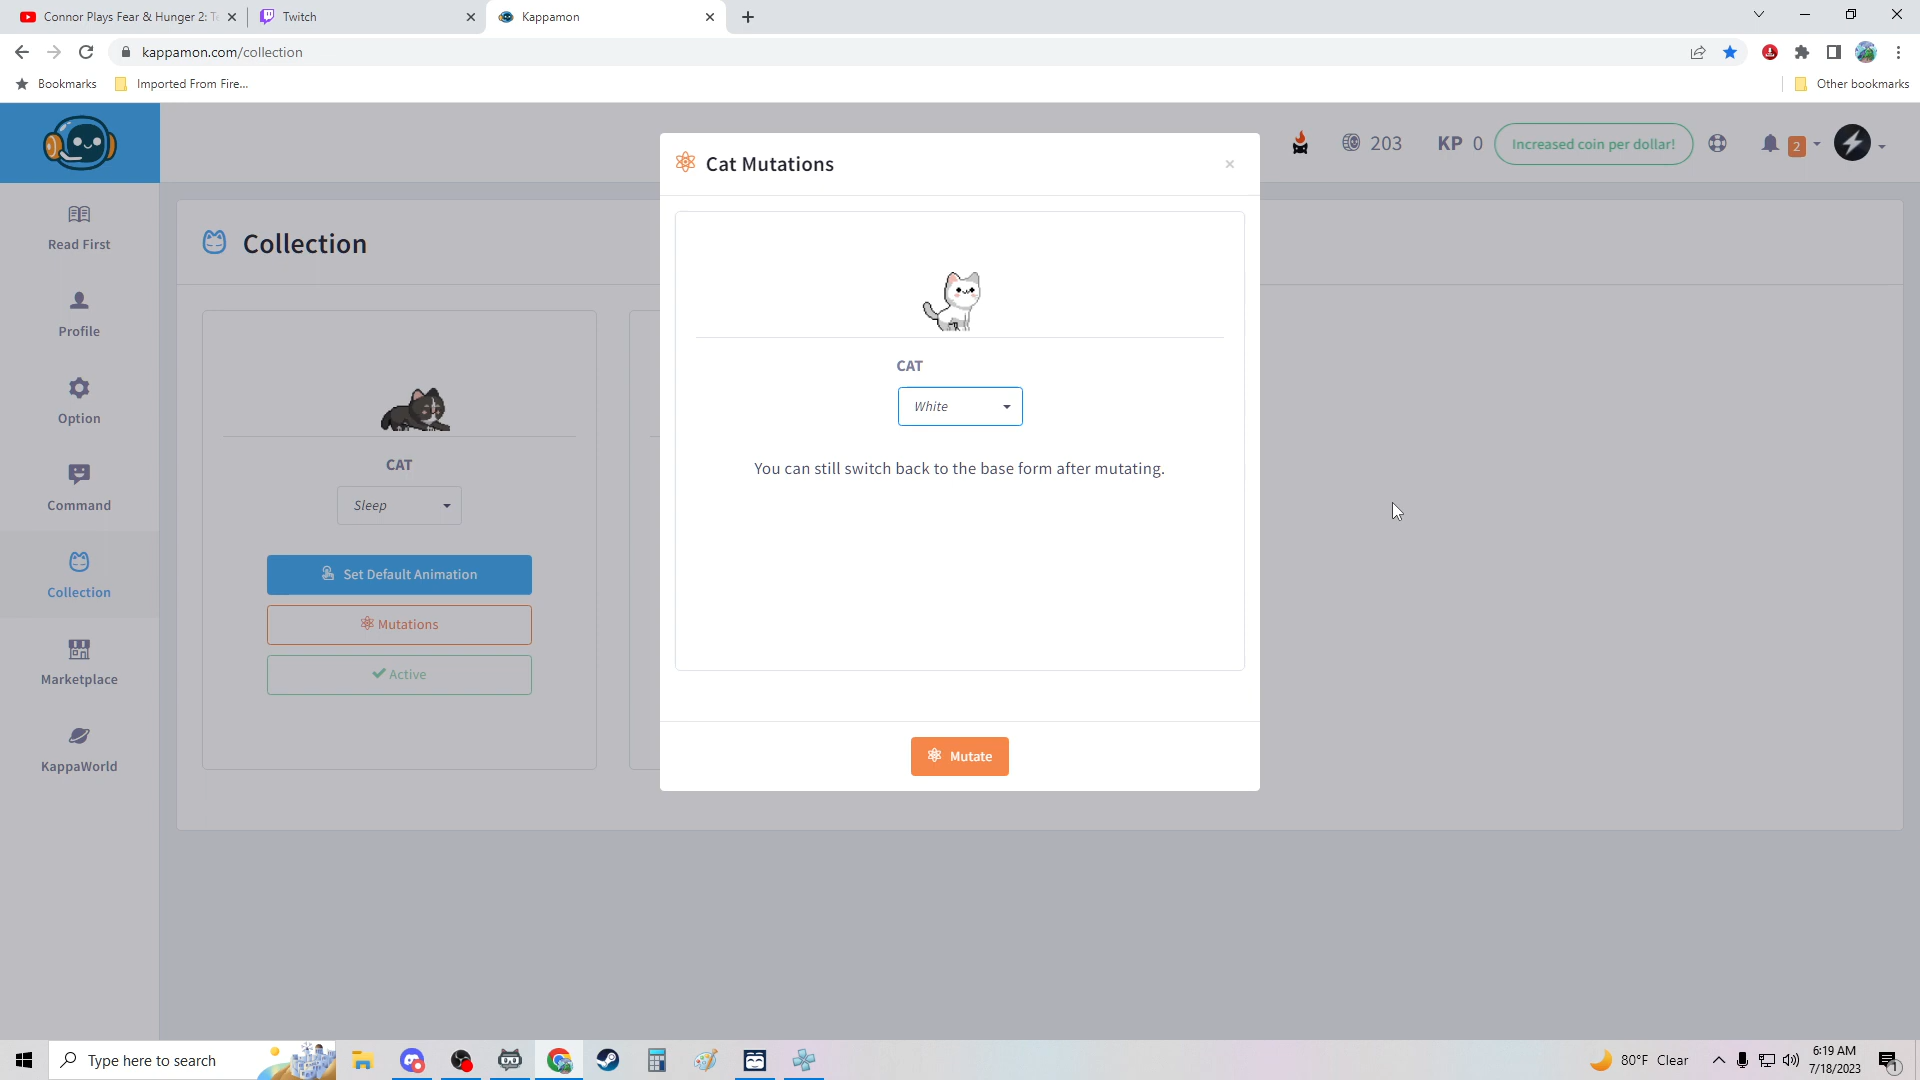 Connor Plays Fear & Hunger 2: Te
Twitch
Kappamon
kappamon.com/collection
Bookmarks
Imported From Fire...
Other bookmarks
203
KP 0
Increased coin per dollar!
2
Read First
Profile
Option
Command
Collection
Marketplace
KappaWorld
Collection
CAT
Sleep
Set Default Animation
Mutations
Active
Cat Mutations
CAT
White
You can still switch back to the base form after mutating.
Mutate
Type here to search
80°F Clear
6:19 AM
7/18/2023
1